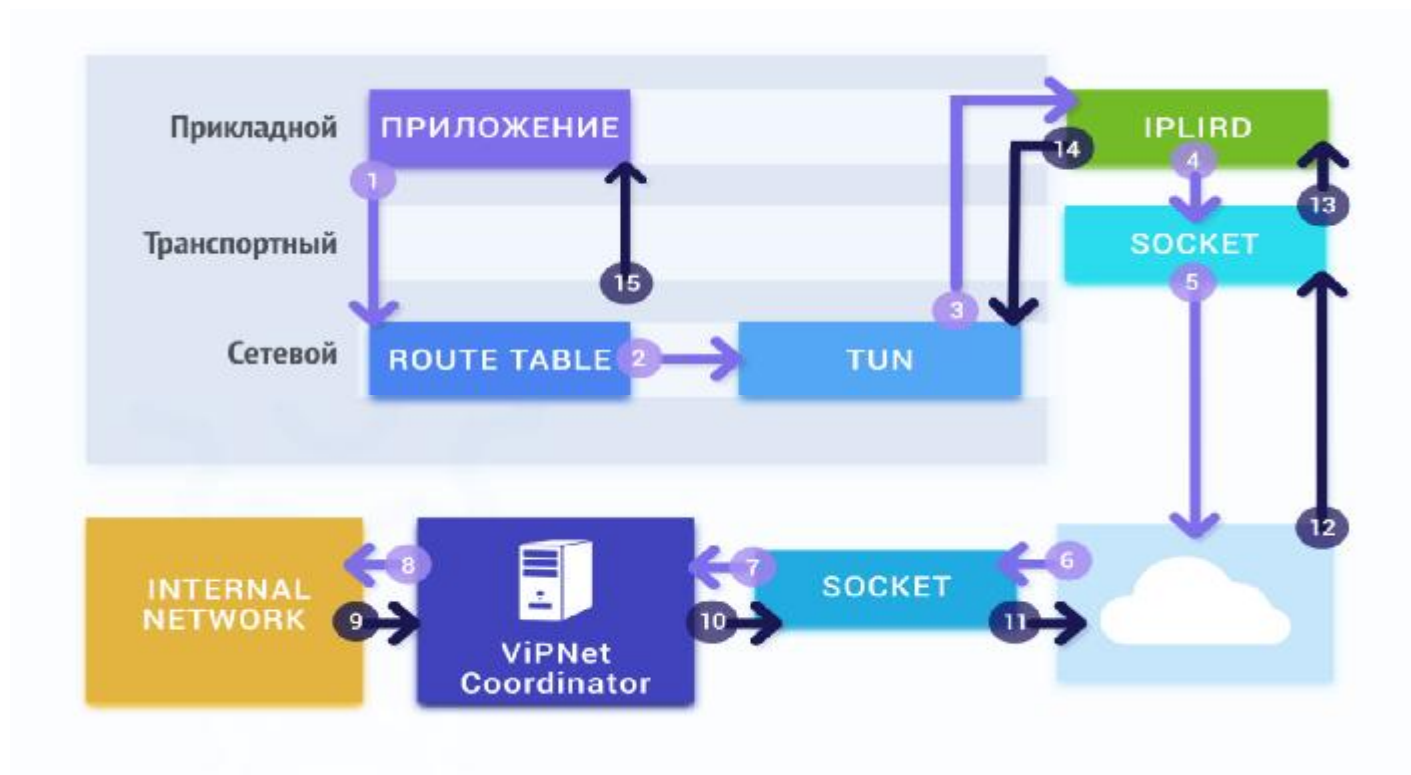 Прикладной
ПРИЛОЖЕНИЕ
IPLIRD
1
14
4
13
Транспортный
SOCKET
15
3
5
Сетевой
ROUTE TABLE
2
TUN
12
INTERNAL
NETWORK
8
9
ViPNet
Coordinator
7
10
SOCKET
6
11